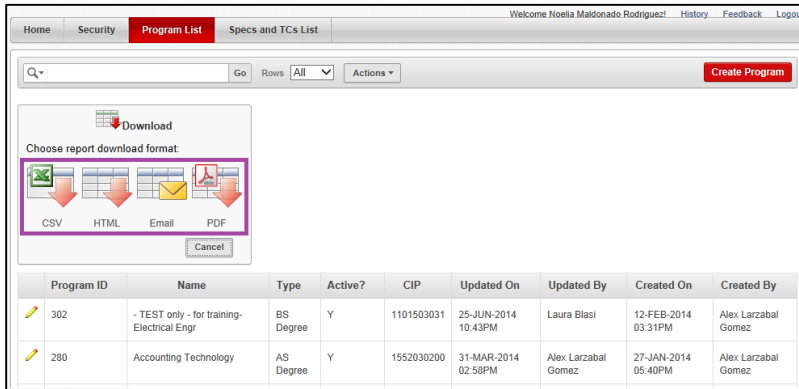 Welcome Noelia Maldonado Rodriguez! History Feedback Logou
Home Security Program List Specs and TCs List
Go Rows All Actions Create Program
Download
Choose report download format:
CSV HTML Email PDF
Cancel
Program ID Name Type Active? CIP Updated On Updated By Created On Created By
302 - TEST only - for training- BS Y 1101503031 25-JUN-2014 Laura Blasi 12-FEB-2014 Alex Larzabal
Electrical Engr Degree 10:43PM 03:31PM Gomez
280 Accounting Technology AS Y 1552030200 31-MAR-2014 Alex Larzabal 27-JAN-2014 Alex Larzabal
Degree 02:58PM Gomez 05:40PM Gomez